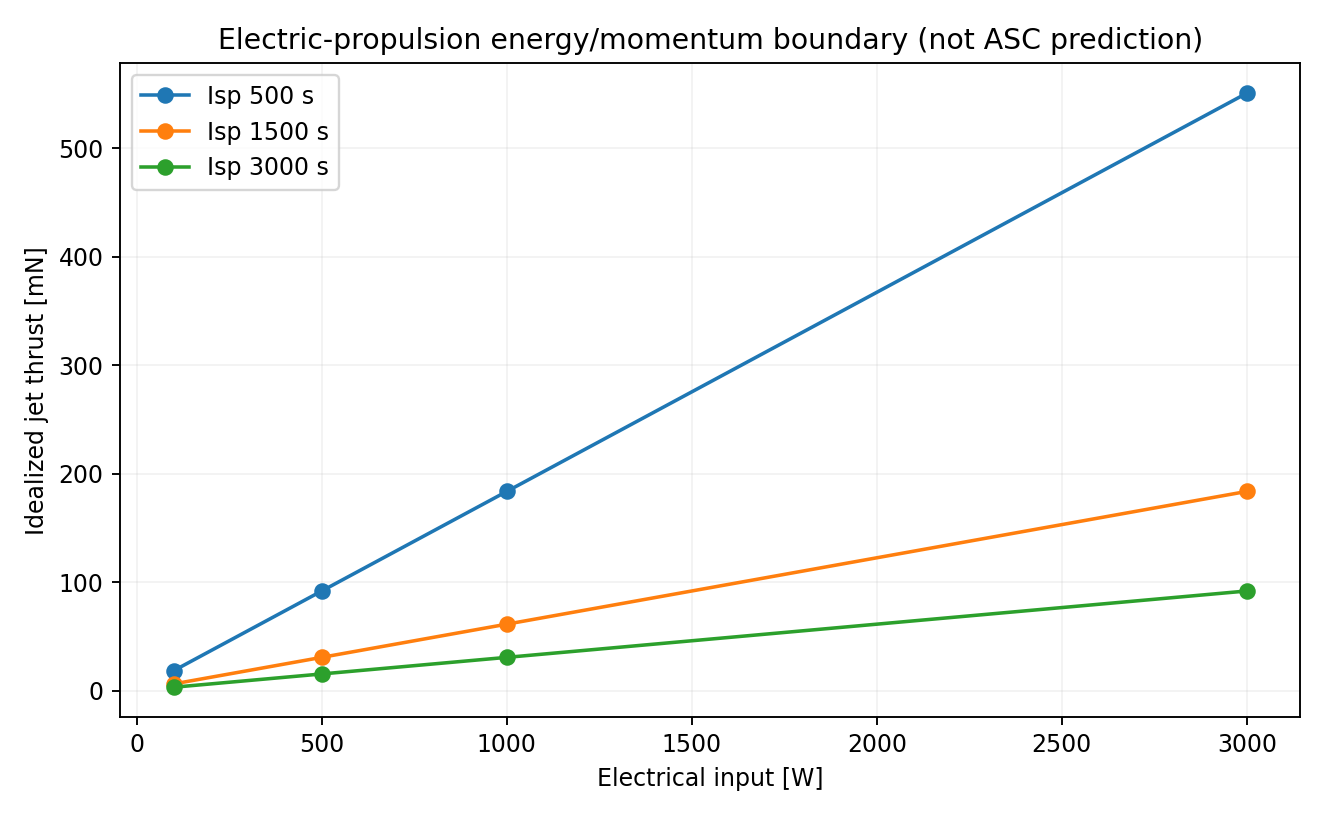 Electric-propulsion energy/momentum boundary (not ASC prediction)
Isp 500 s
Isp 1500 s
Isp 3000 s
Idealized jet thrust [mN]
500
400
300
200
100
0
0 500 1000 1500 2000 2500 3000
Electrical input [W]